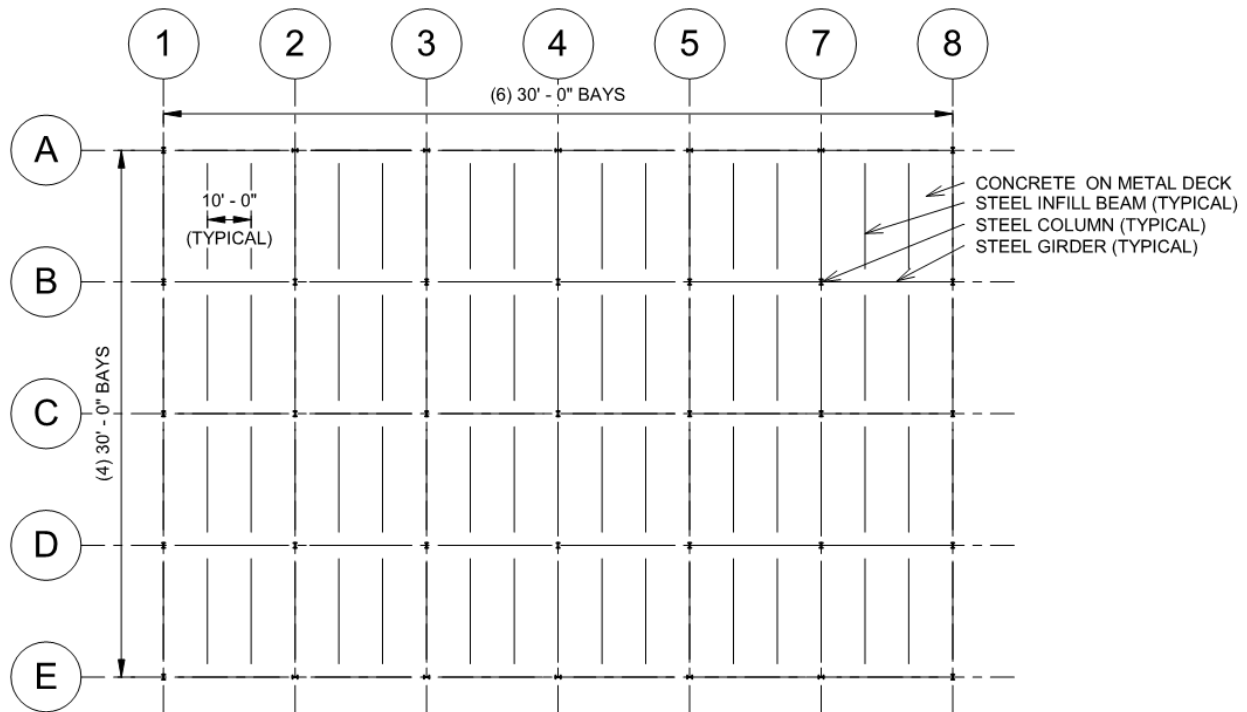 1 2 3 4 5 7 8
(6) 30' - 0" BAYS
A
CONCRETE ON METAL DECK
10' - 0"
STEEL INFILL BEAM (TYPICAL)
STEEL COLUMN (TYPICAL)
(TYPICAL)
STEEL GIRDER (TYPICAL)
B
(4) 30' - 0" BAYS
C
D
E